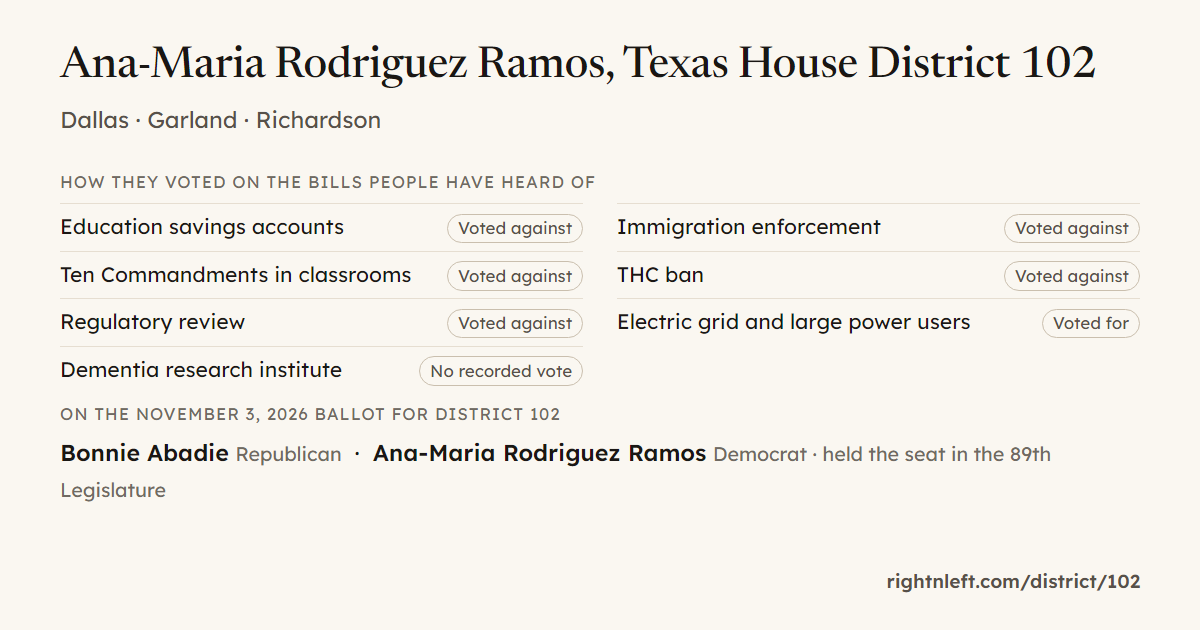 Ana-Maria Rodriguez Ramos, Texas House District 102
Dallas · Garland · Richardson
HOW THEY VOTED ON THE BILLS PEOPLE HAVE HEARD OF
Education savings accounts Voted against
Ten Commandments in classrooms Voted against
Regulatory review Voted against
Dementia research institute No recorded vote
Immigration enforcement Voted against
THC ban Voted against
Electric grid and large power users Voted for
ON THE NOVEMBER 3, 2026 BALLOT FOR DISTRICT 102
Bonnie Abadie Republican · Ana-Maria Rodriguez Ramos Democrat · held the seat in the 89th
Legislature
rightnleft.com/district/102